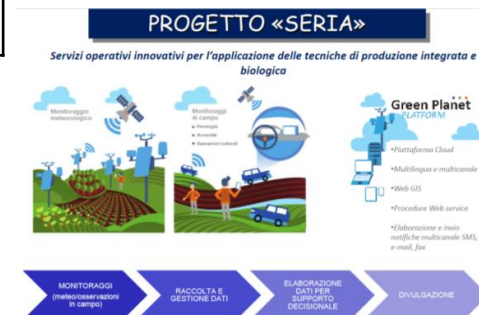 PROGETTO «SERIA»
Servizi operativi innovativi per l'applicazione delle tecniche di produzione integrata e
biologica
Monitoraggio
meteorologico
Monitoraggi
di campo
• Fenologia
• Avversità
• Operazioni colturali
Green Planet
PLATFORM
•Piattaforma Cloud
•Multilingua e multicanale
•Web GIS
•Procedure Web service
•Elaborazione e invio
notifiche multicanale SMS,
e-mail, fax
MONITORAGGI
(meteo/osservazioni
in campo)
RACCOLTA E
GESTIONE DATI
ELABORAZIONE
DATI PER
SUPPORTO
DECISIONALE
DIVULGAZIONE